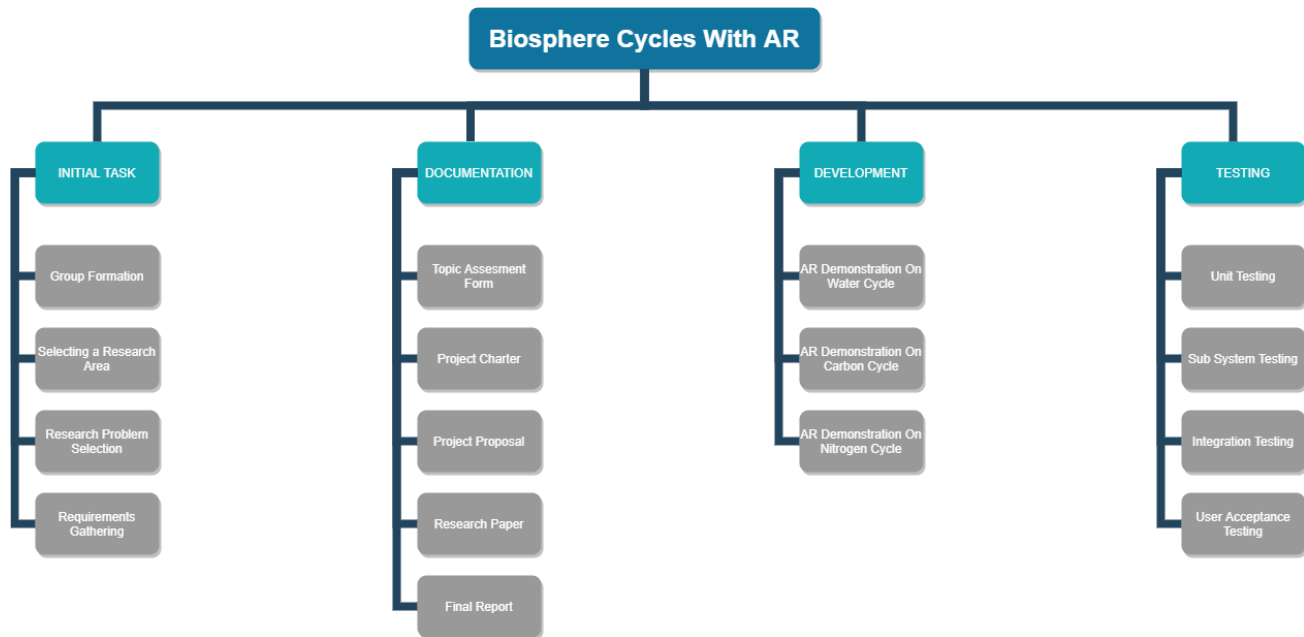 Biosphere Cycles With AR
INITIAL TASK
Group Formation
Selecting a Research
Area
Research Problem
Selection
Requirements
Gathering
DOCUMENTATION
Topic Assesment
Form
Project Charter
Project Proposal
Research Paper
Final Report
DEVELOPMENT
AR Demonstration On
Water Cycle
AR Demonstration On
Carbon Cycle
AR Demonstration On
Nitrogen Cycle
TESTING
Unit Testing
Sub System Testing
Integration Testing
User Acceptance
Testing